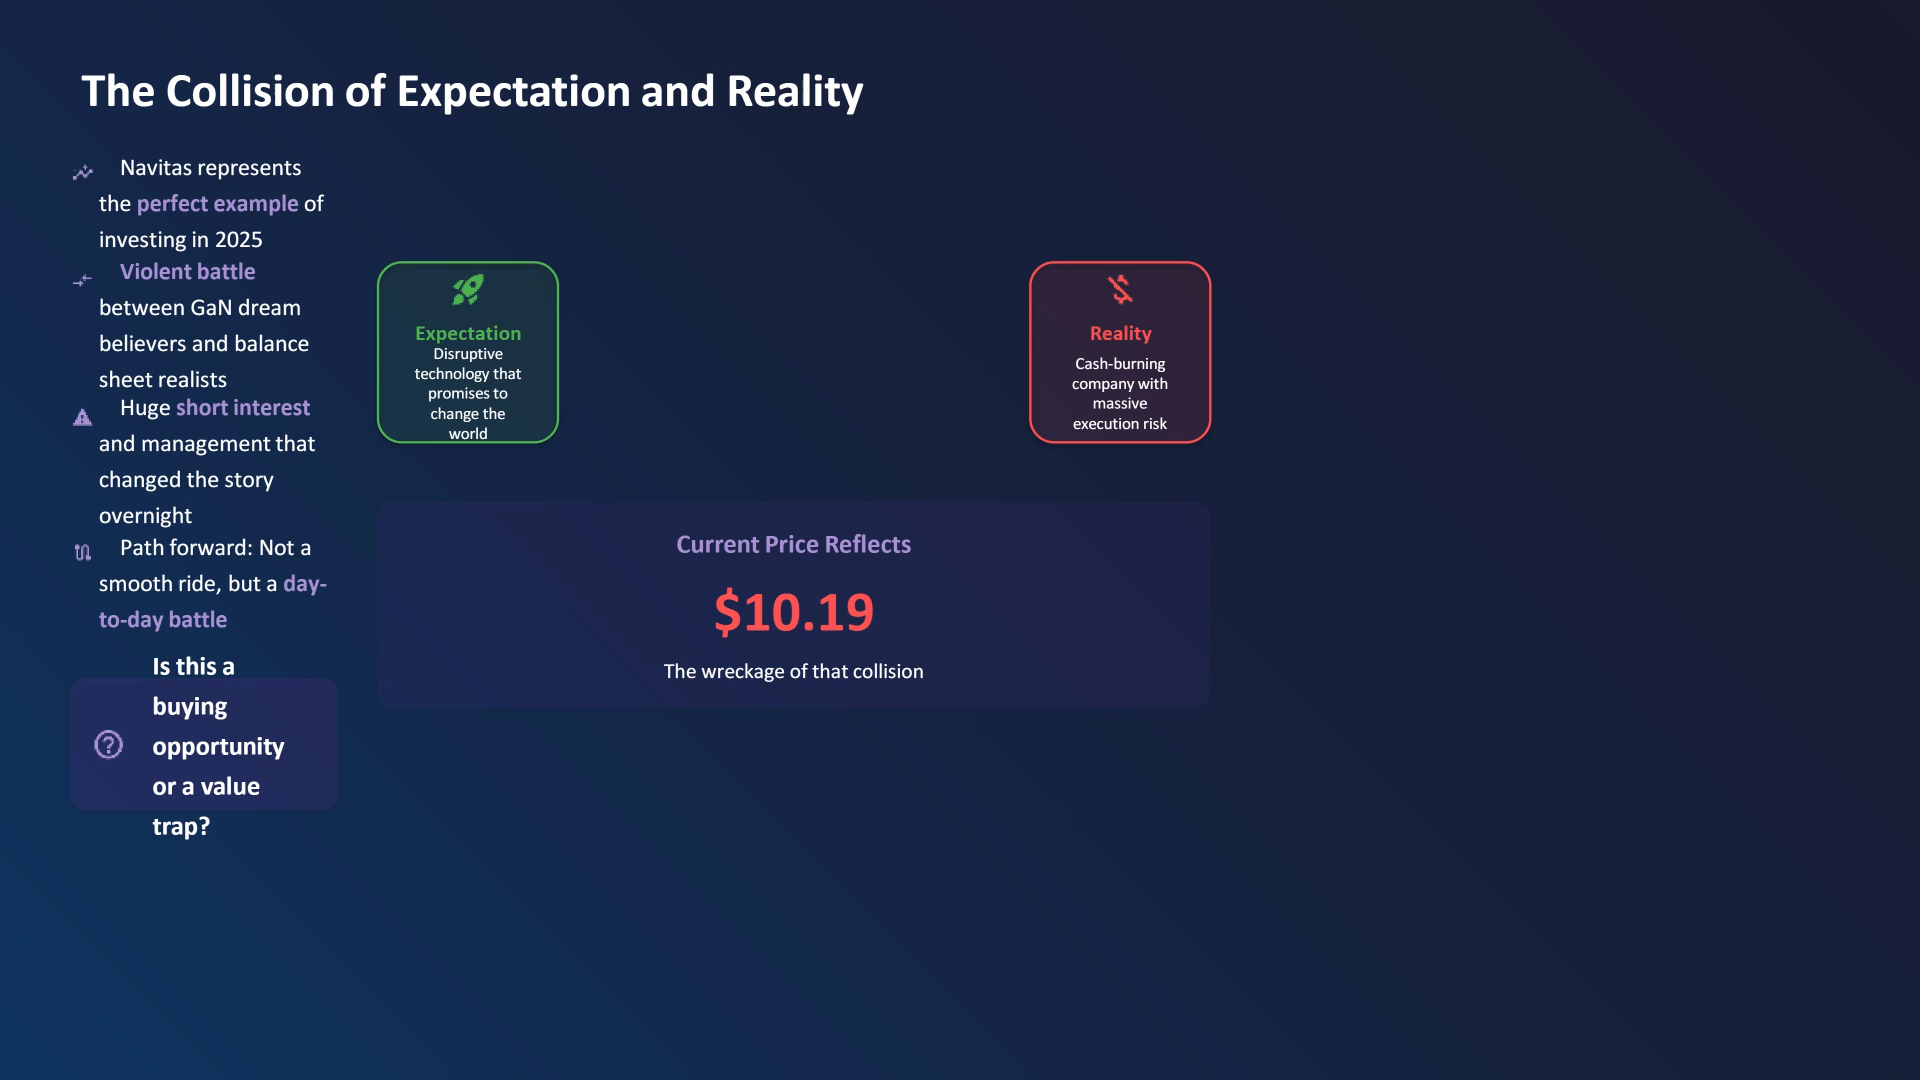 The Collision of Expectation and Reality
Navitas represents
the perfect example of
investing in 2025
Violent battle
between GaN dream
believers and balance
sheet realists
Huge short interest
and management that
changed the story
overnight
Path forward: Not a
smooth ride, but a day-
to-day battle
Is this a
buying
opportunity
or a value
trap?
Expectation
Disruptive
technology that
promises to
change the
world
Reality
Cash-burning
company with
massive
execution risk
Current Price Reflects
$10.19
The wreckage of that collision